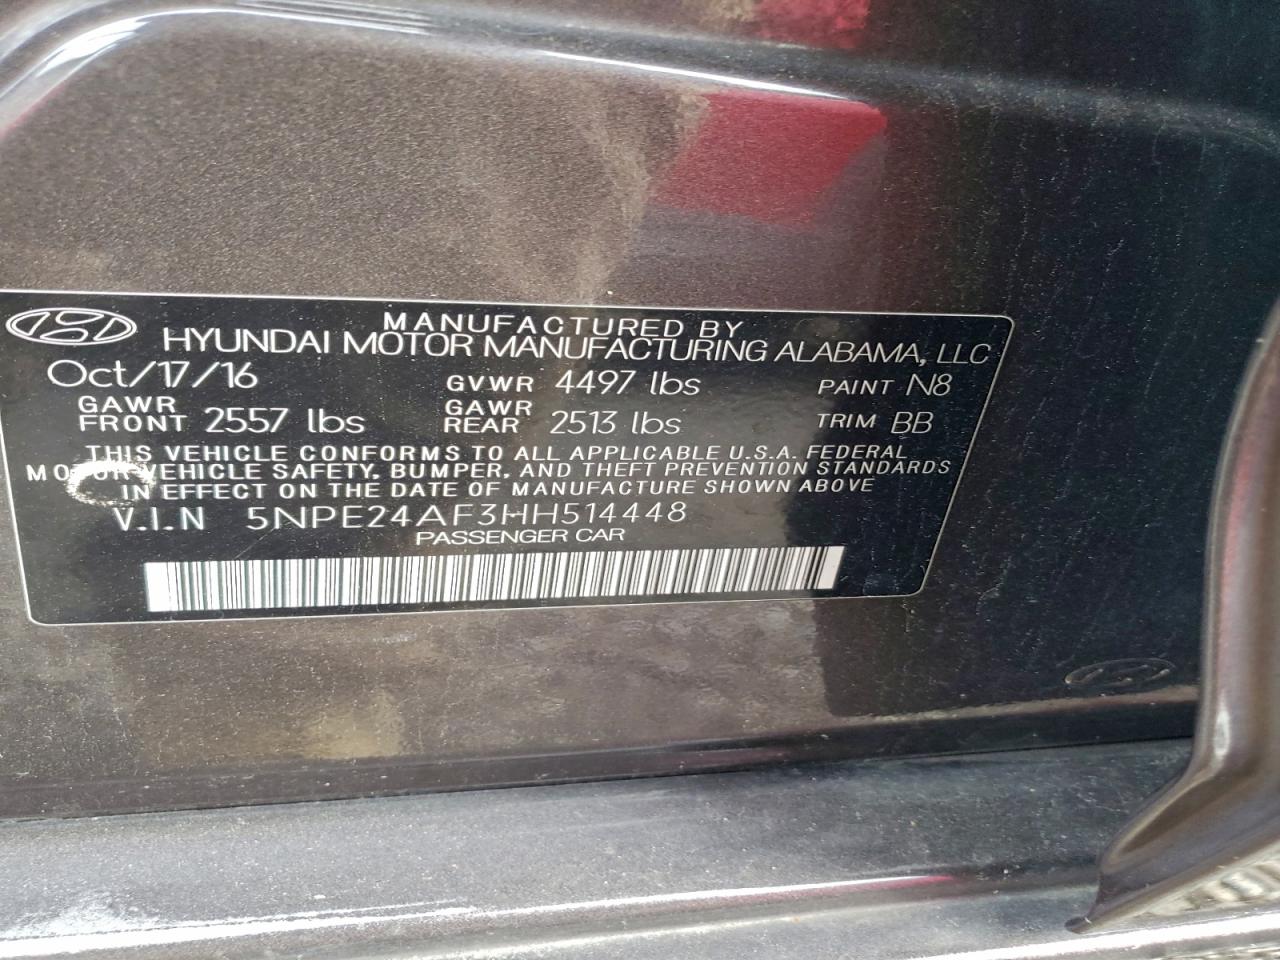 MANUFACTURED BY
HYUNDAI MOTOR MANUFACTURING ALABAMA, LLC
Oct/17/16 GVWR 4497 lbs PAINT N8
GAWR FRONT 2557 lbs GAWR REAR 2513 lbs TRIM BB
THIS VEHICLE CONFORMS TO ALL APPLICABLE U.S.A. FEDERAL
MOTOR VEHICLE SAFETY, BUMPER, AND THEFT PREVENTION STANDARDS
IN EFFECT ON THE DATE OF MANUFACTURE SHOWN ABOVE
V.I.N 5NPE24AF3HH514448
PASSENGER CAR